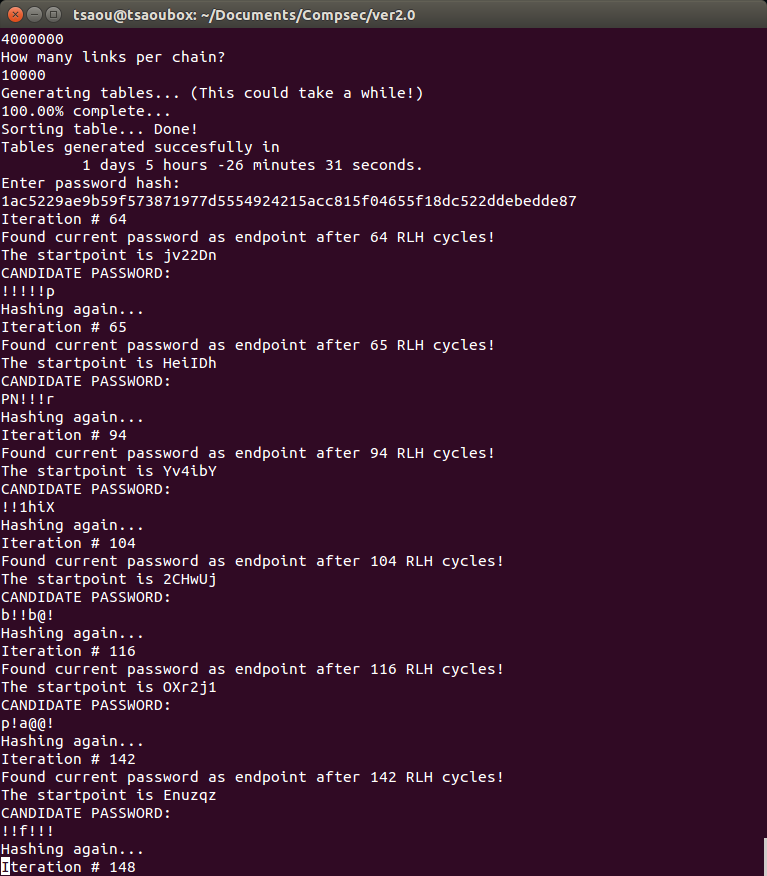 tsaou@tsaoubox: ~/Documents/Compsec/ver2.0
4000000
How many links per chain?
10000
Generating tables... (This could take a while!)
100.00% complete...
Sorting table... Done!
Tables generated succesfully in
1 days 5 hours -26 minutes 31 seconds.
Enter password hash:
1ac5229ae9b59f573871977d5554924215acc815f04655f18dc522ddebedde87
Iteration # 64
Found current password as endpoint after 64 RLH cycles!
The startpoint is jv22Dn
CANDIDATE PASSWORD:
!!!!!p
Hashing again...
Iteration # 65
Found current password as endpoint after 65 RLH cycles!
The startpoint is HeiIDh
CANDIDATE PASSWORD:
PN!!!r
Hashing again...
Iteration # 94
Found current password as endpoint after 94 RLH cycles!
The startpoint is Yv4ibY
CANDIDATE PASSWORD:
!!1hiX
Hashing again...
Iteration # 104
Found current password as endpoint after 104 RLH cycles!
The startpoint is 2CHwUj
CANDIDATE PASSWORD:
b!!b@!
Hashing again...
Iteration # 116
Found current password as endpoint after 116 RLH cycles!
The startpoint is OXr2j1
CANDIDATE PASSWORD:
p!a@@!
Hashing again...
Iteration # 142
Found current password as endpoint after 142 RLH cycles!
The startpoint is Enuzqz
CANDIDATE PASSWORD:
!!f!!!
Hashing again...
Iteration # 148